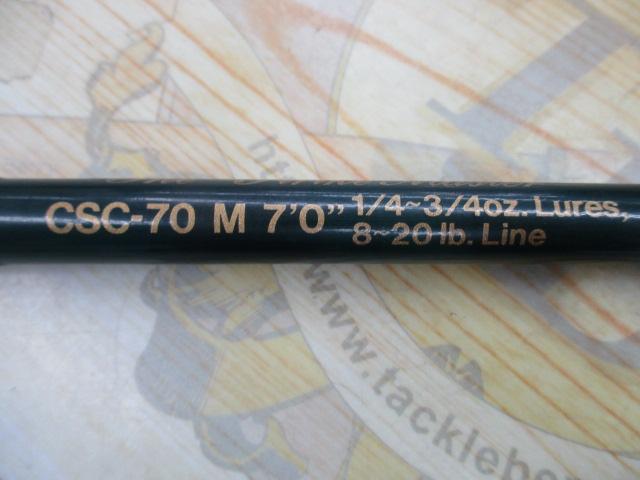 CSC-70 M 7'0" 1/4~3/4oz. Lures,
8~20 lb. Line
www.tacklebe